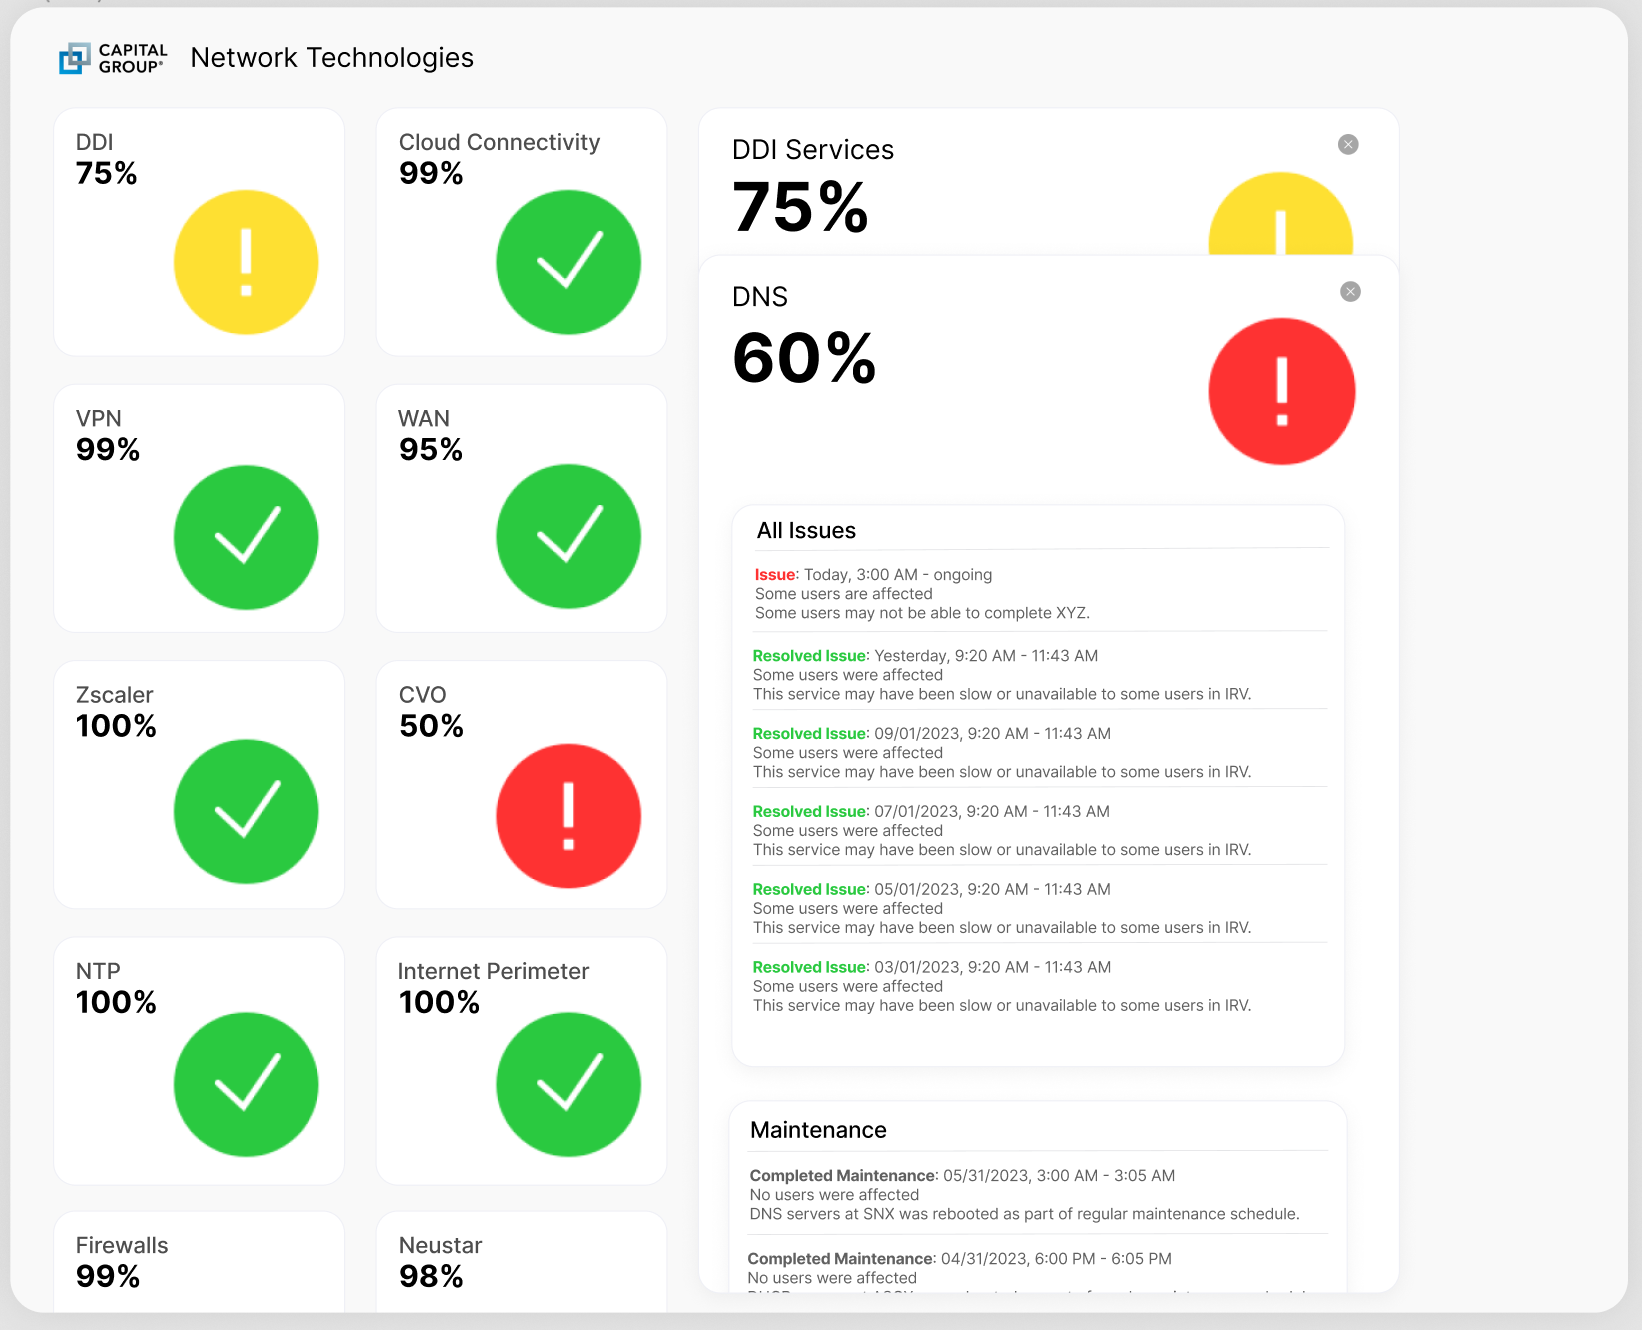 CAPITAL
GROUP®
Network Technologies
DDI
75%
Cloud Connectivity
99%
VPN
99%
WAN
95%
Zscaler
100%
CVO
50%
NTP
100%
Internet Perimeter
100%
Firewalls
99%
Neustar
98%
DDI Services
75%
DNS
60%
All Issues
Issue: Today, 3:00 AM - ongoing
Some users are affected
Some users may not be able to complete XYZ.
Resolved Issue: Yesterday, 9:20 AM - 11:43 AM
Some users were affected
This service may have been slow or unavailable to some users in IRV.
Resolved Issue: 09/01/2023, 9:20 AM - 11:43 AM
Some users were affected
This service may have been slow or unavailable to some users in IRV.
Resolved Issue: 07/01/2023, 9:20 AM - 11:43 AM
Some users were affected
This service may have been slow or unavailable to some users in IRV.
Resolved Issue: 05/01/2023, 9:20 AM - 11:43 AM
Some users were affected
This service may have been slow or unavailable to some users in IRV.
Resolved Issue: 03/01/2023, 9:20 AM - 11:43 AM
Some users were affected
This service may have been slow or unavailable to some users in IRV.
Maintenance
Completed Maintenance: 05/31/2023, 3:00 AM - 3:05 AM
No users were affected
DNS servers at SNX was rebooted as part of regular maintenance schedule.
Completed Maintenance: 04/31/2023, 6:00 PM - 6:05 PM
No users were affected